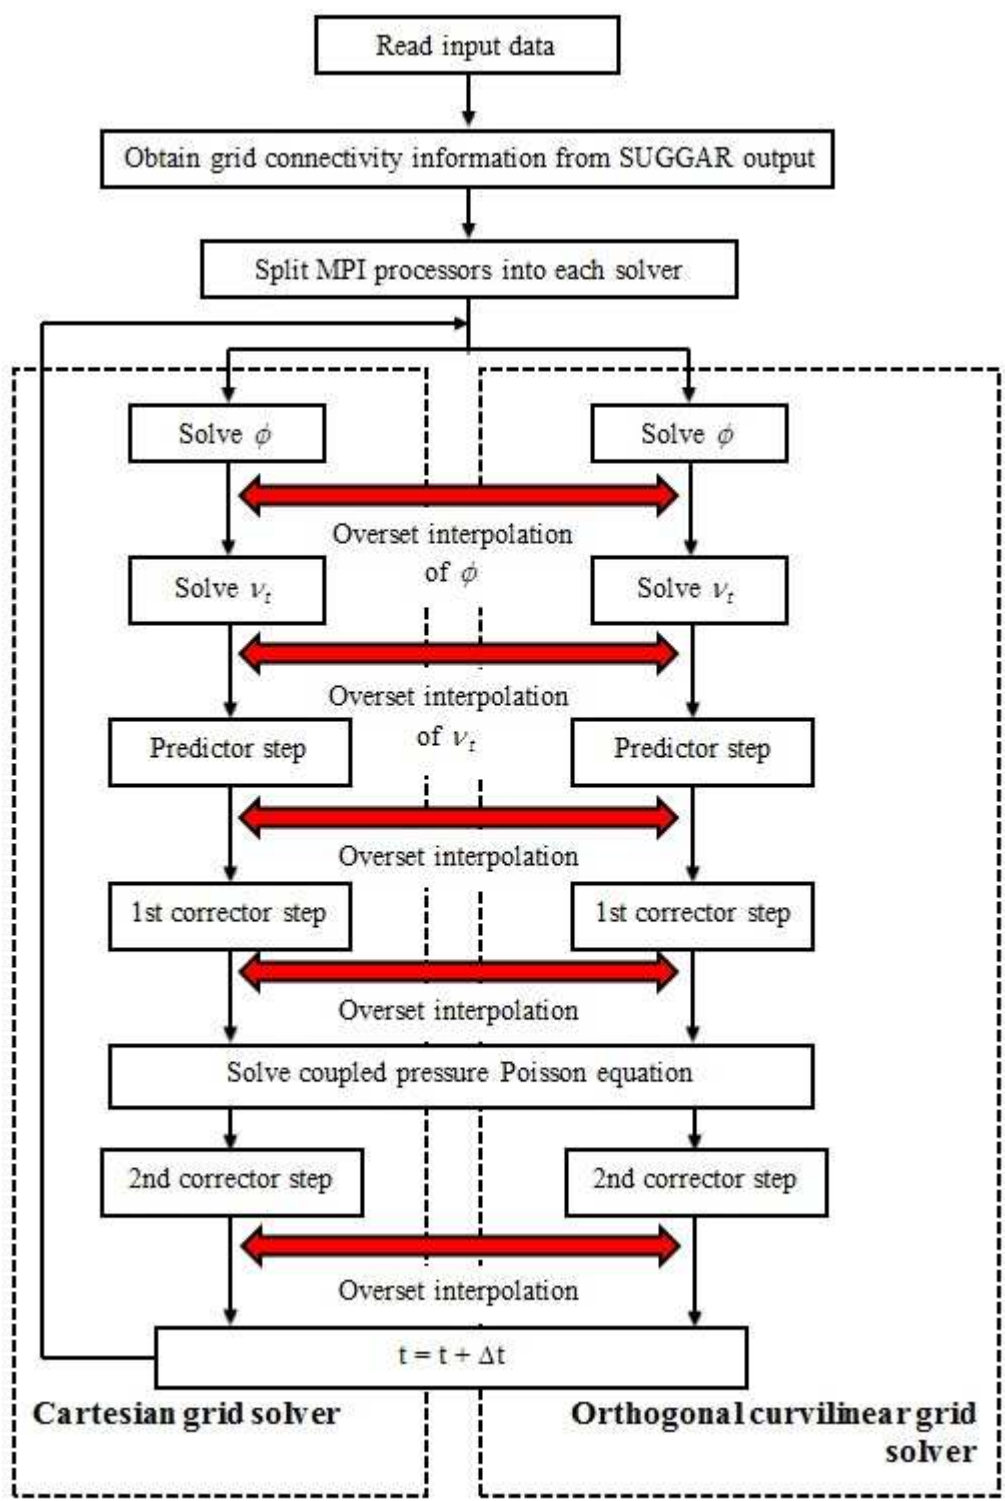 Read input data
Obtain grid connectivity information from SUGGAR output
Split MPI processors into each solver
Solve ϕ
Solve ϕ
Overset interpolation
of ϕ
Solve νt
Solve νt
Overset interpolation
of νt
Predictor step
Predictor step
Overset interpolation
1st corrector step
1st corrector step
Overset interpolation
Solve coupled pressure Poisson equation
2nd corrector step
2nd corrector step
Overset interpolation
t = t + Δt
Cartesian grid solver
Orthogonal curvilinear grid
solver